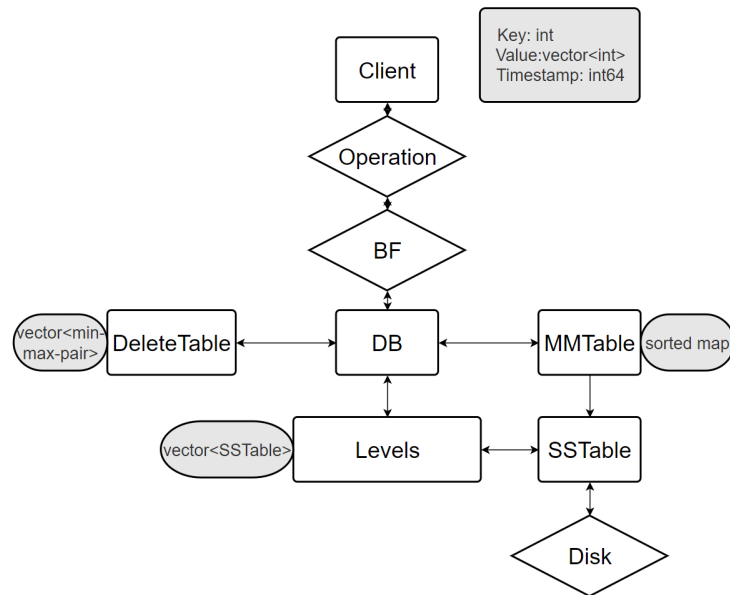 Key: int
Value:vector<int>
Timestamp: int64
Client
Operation
BF
vector<min-
max-pair>
DeleteTable
DB
MMTable
sorted map
vector<SSTable>
Levels
SSTable
Disk